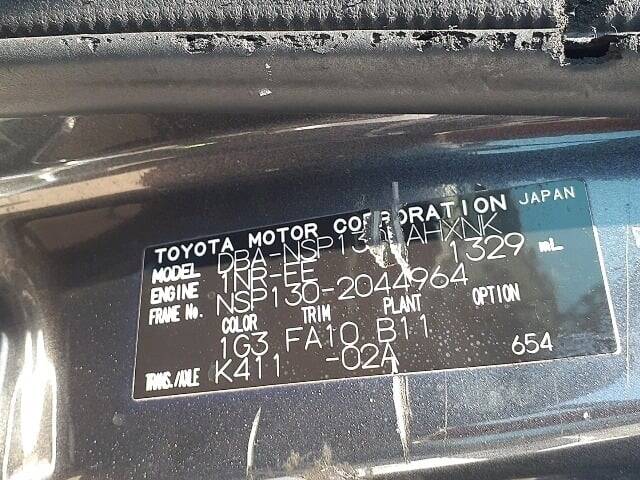 TOYOTA MOTOR CORPORATION JAPAN
MODEL DBA-NSP130-AHXNK
ENGINE 1NR-FE 1329 mL
FRAME No. NSP130-2044964
COLOR TRIM PLANT OPTION
1G3 FA10 B11
TRANS./AXLE K411 -02A 654